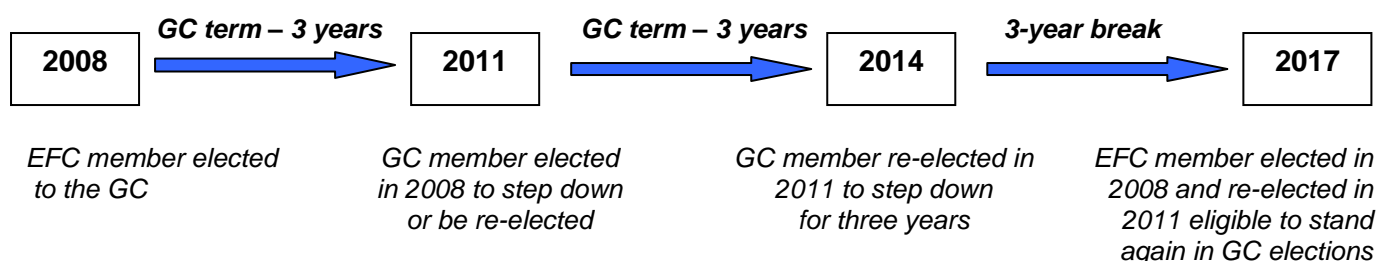 GC term – 3 years
GC term – 3 years
3-year break
2008
2011
2014
2017
EFC member elected
to the GC
GC member elected
in 2008 to step down
or be re-elected
GC member re-elected in
2011 to step down
for three years
EFC member elected in
2008 and re-elected in
2011 eligible to stand
again in GC elections